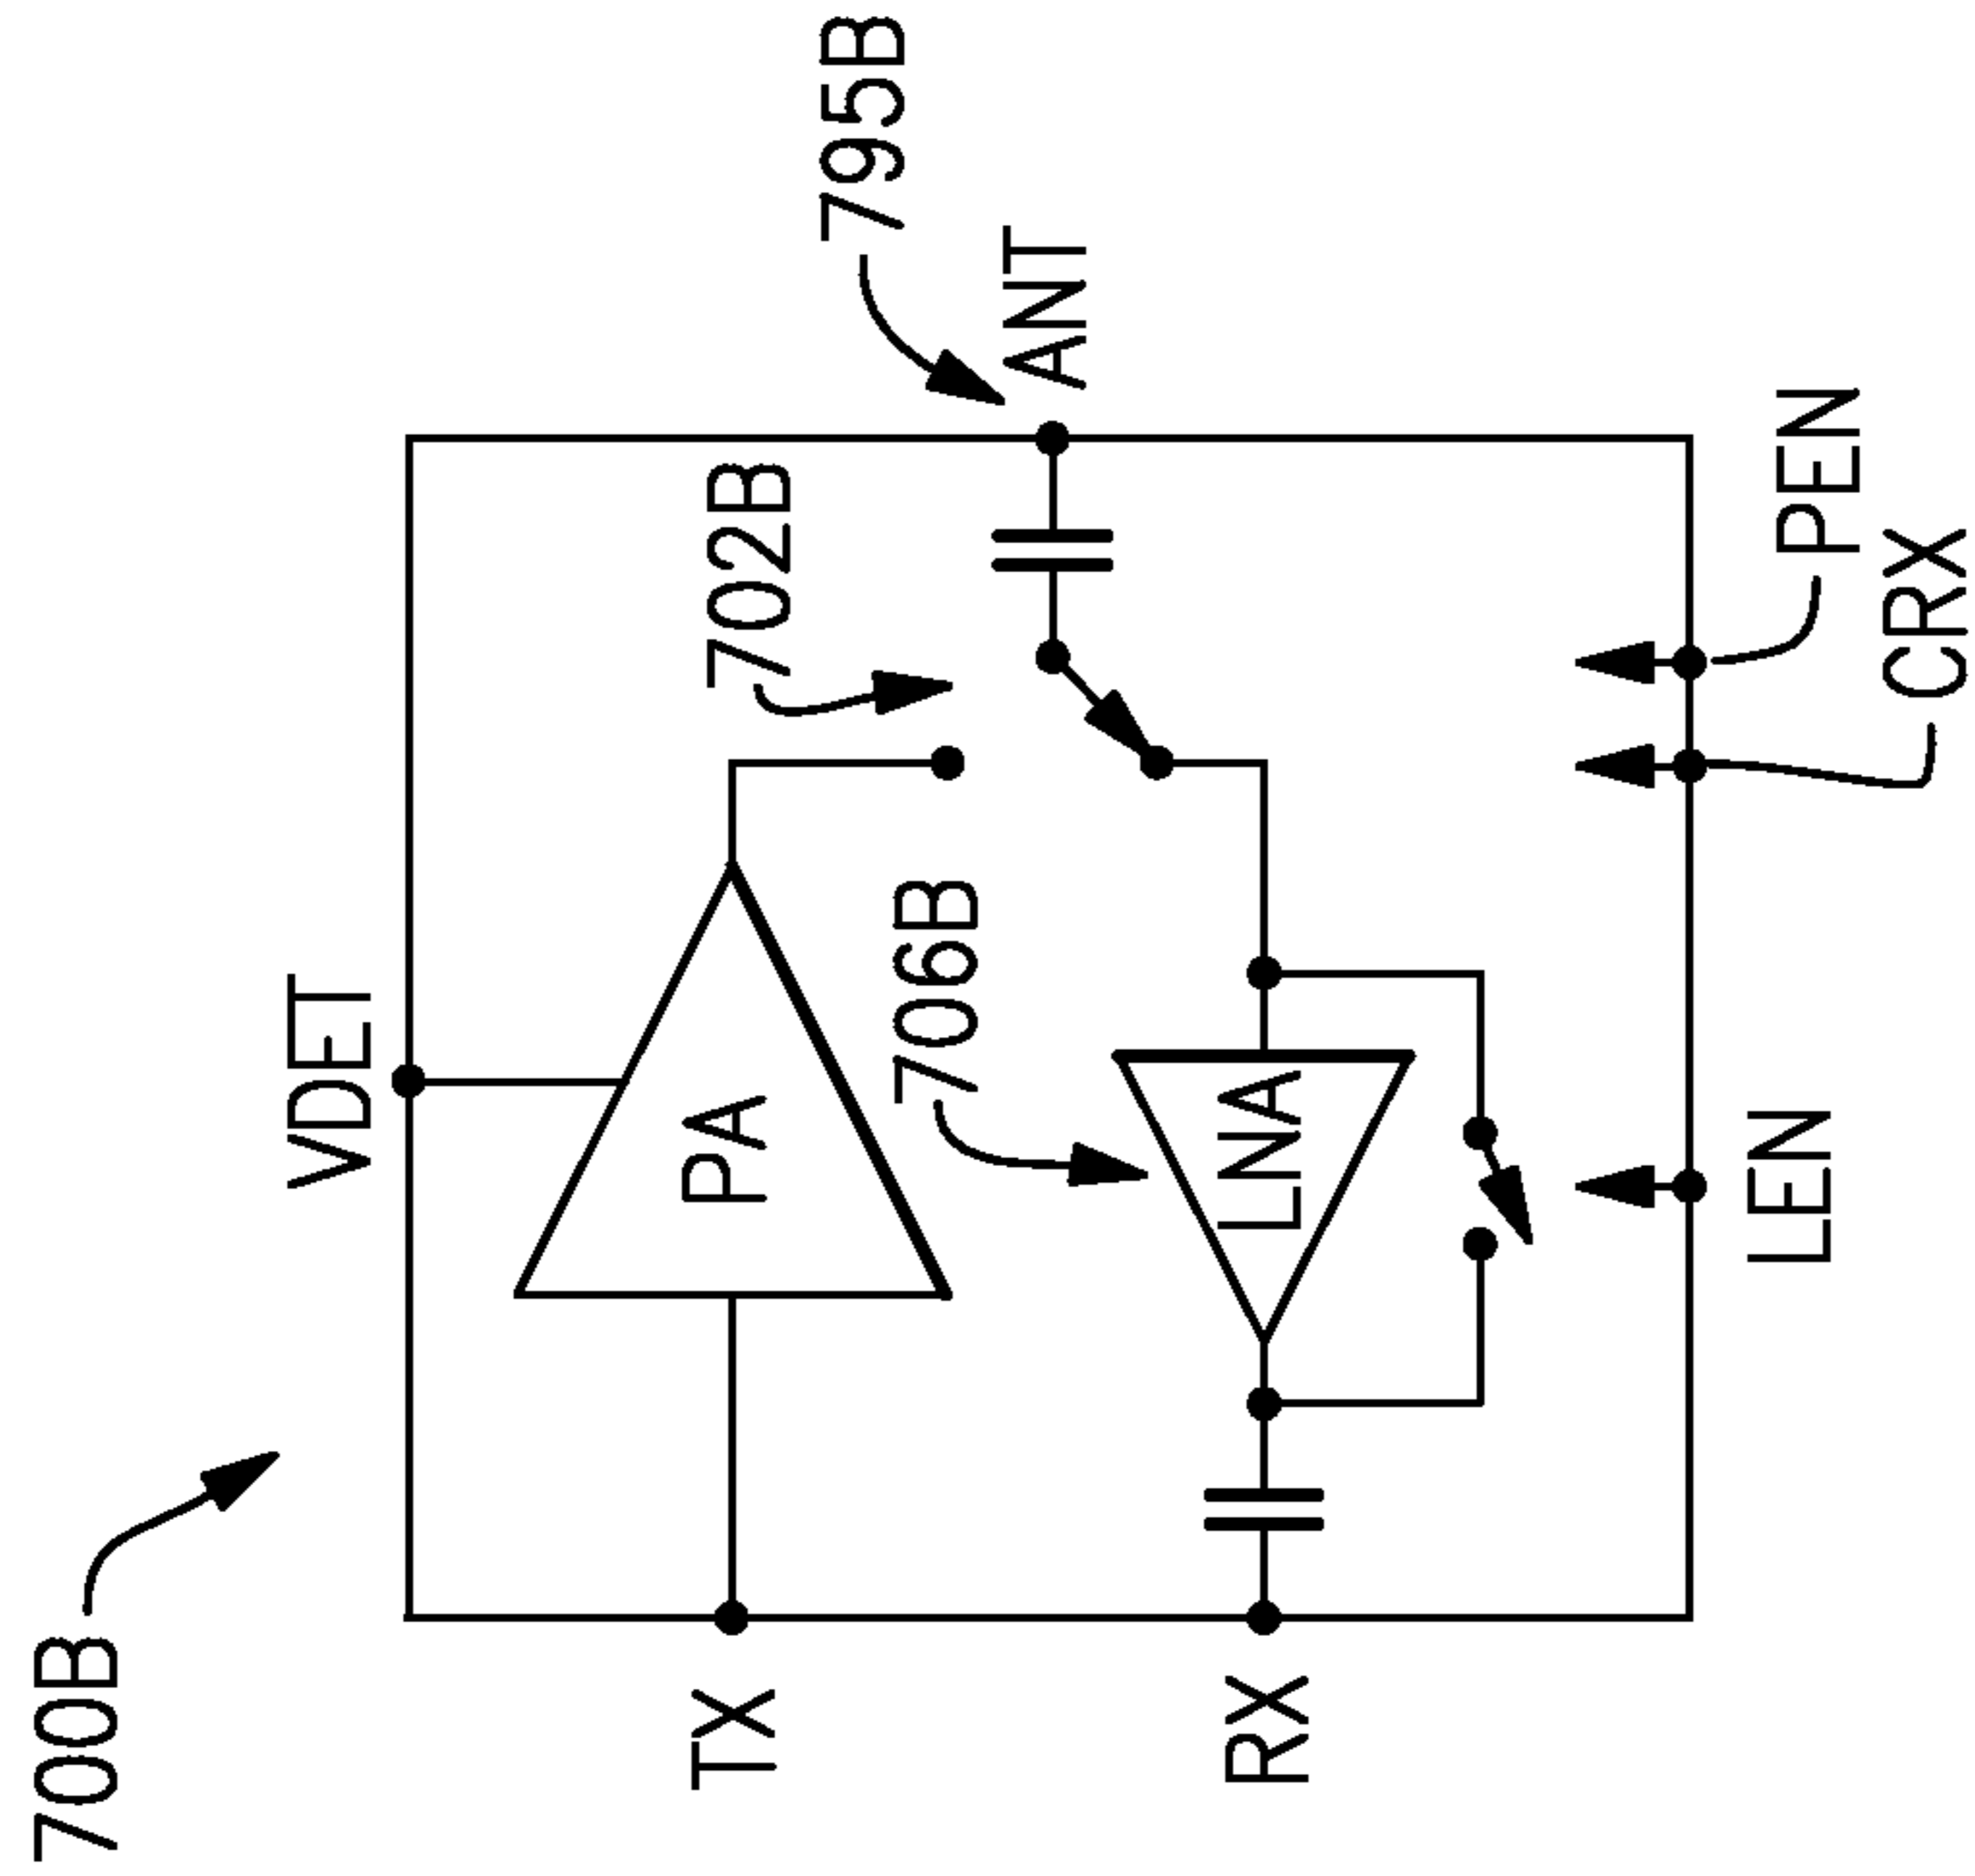 700B
VDET
795B
702B
ANT
PA
706B
LNA
TX
RX
LEN
PEN
CRX